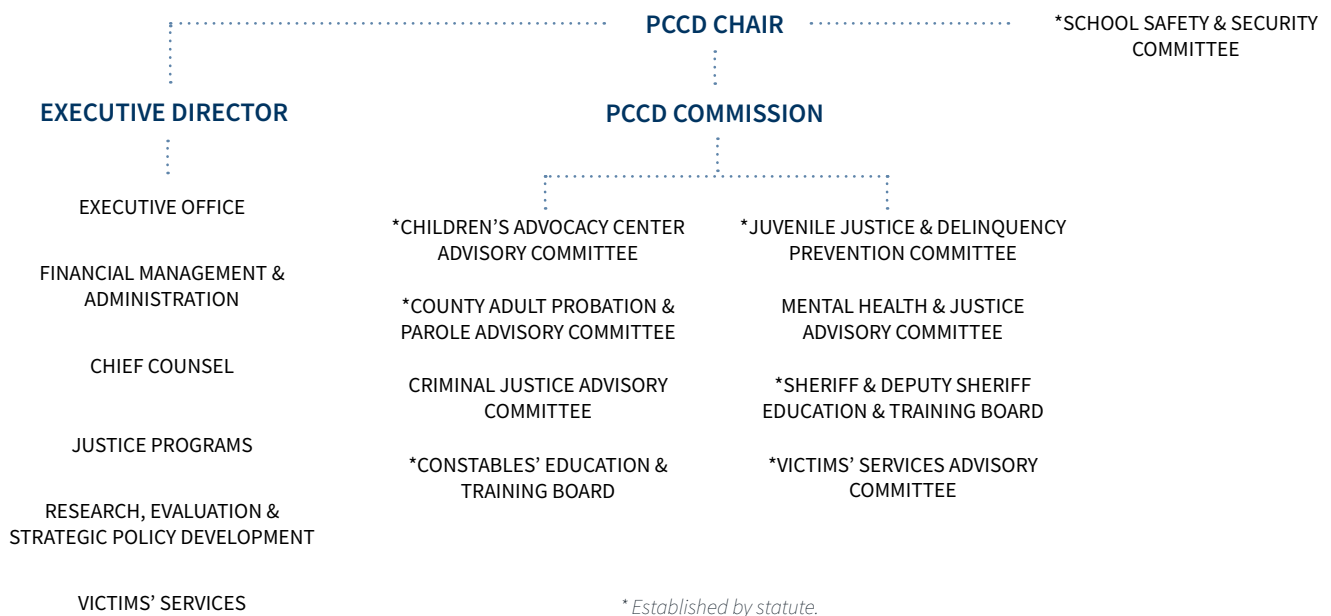 PCCD CHAIR
*SCHOOL SAFETY & SECURITY
COMMITTEE
EXECUTIVE DIRECTOR
PCCD COMMISSION
EXECUTIVE OFFICE
FINANCIAL MANAGEMENT &
ADMINISTRATION
CHIEF COUNSEL
JUSTICE PROGRAMS
RESEARCH, EVALUATION &
STRATEGIC POLICY DEVELOPMENT
VICTIMS’ SERVICES
*CHILDREN’S ADVOCACY CENTER
ADVISORY COMMITTEE
*COUNTY ADULT PROBATION &
PAROLE ADVISORY COMMITTEE
CRIMINAL JUSTICE ADVISORY
COMMITTEE
*CONSTABLES’ EDUCATION &
TRAINING BOARD
*JUVENILE JUSTICE & DELINQUENCY
PREVENTION COMMITTEE
MENTAL HEALTH & JUSTICE
ADVISORY COMMITTEE
*SHERIFF & DEPUTY SHERIFF
EDUCATION & TRAINING BOARD
*VICTIMS’ SERVICES ADVISORY
COMMITTEE
* Established by statute.